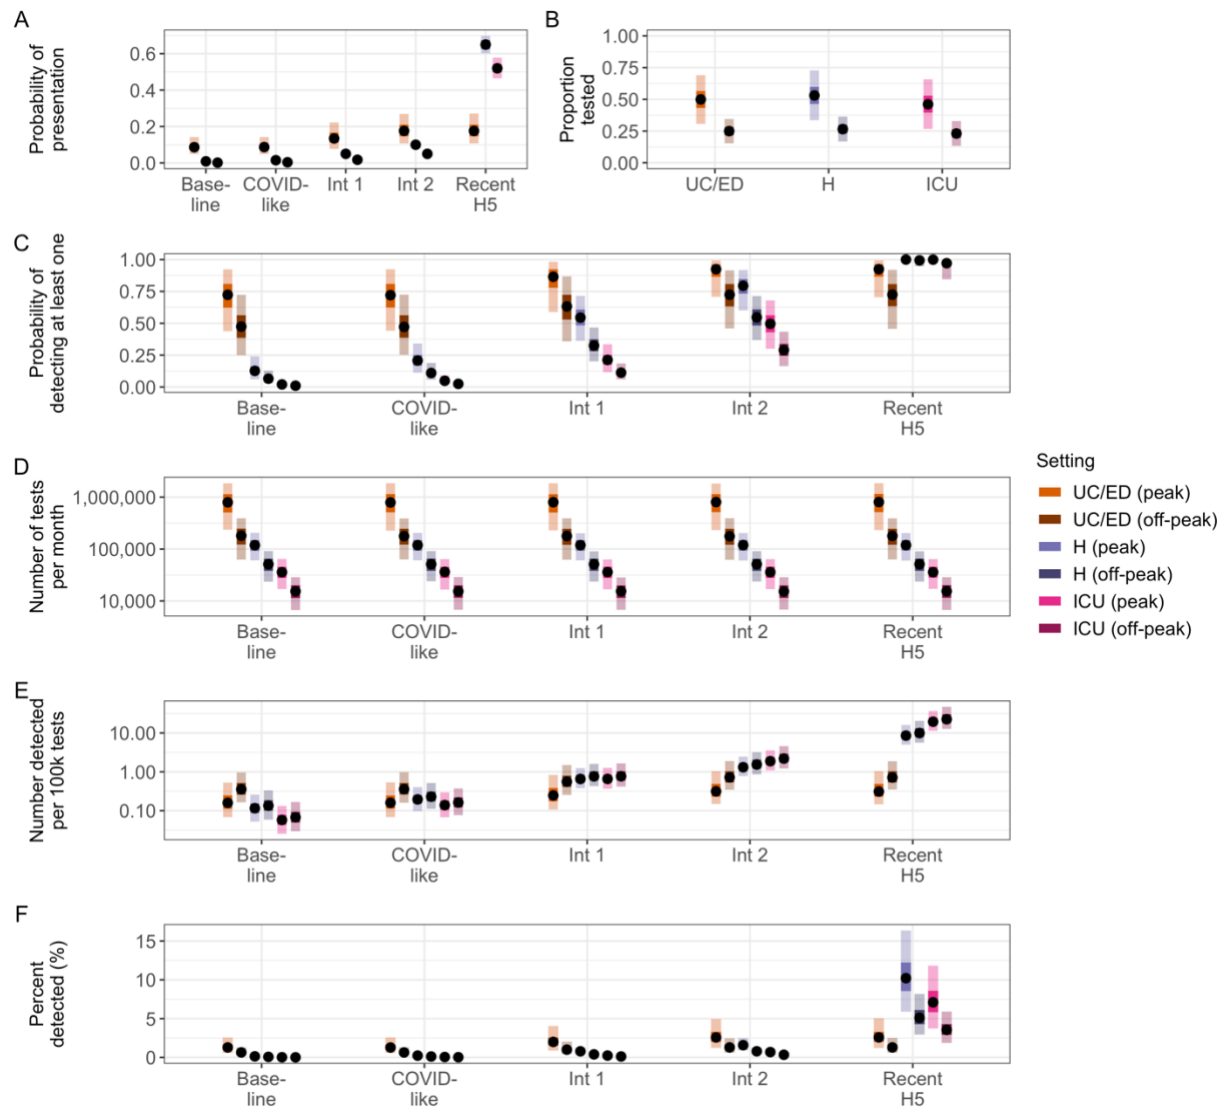 A
Probability of
presentation
0.6
0.4
0.2
0.0
Base-
line
COVID-
like
Int 1
Int 2
Recent
H5
B
Proportion
tested
1.00
0.75
0.50
0.25
0.00
UC/ED
H
ICU
C
Probability of
detecting at least one
1.00
0.75
0.50
0.25
0.00
Base-
line
COVID-
like
Int 1
Int 2
Recent
H5
D
Number of tests
per month
1,000,000
100,000
10,000
Base-
line
COVID-
like
Int 1
Int 2
Recent
H5
E
Number detected
per 100k tests
10.00
1.00
0.10
Base-
line
COVID-
like
Int 1
Int 2
Recent
H5
F
Percent
detected (%)
15
10
5
0
Base-
line
COVID-
like
Int 1
Int 2
Recent
H5
Setting
UC/ED (peak)
UC/ED (off-peak)
H (peak)
H (off-peak)
ICU (peak)
ICU (off-peak)